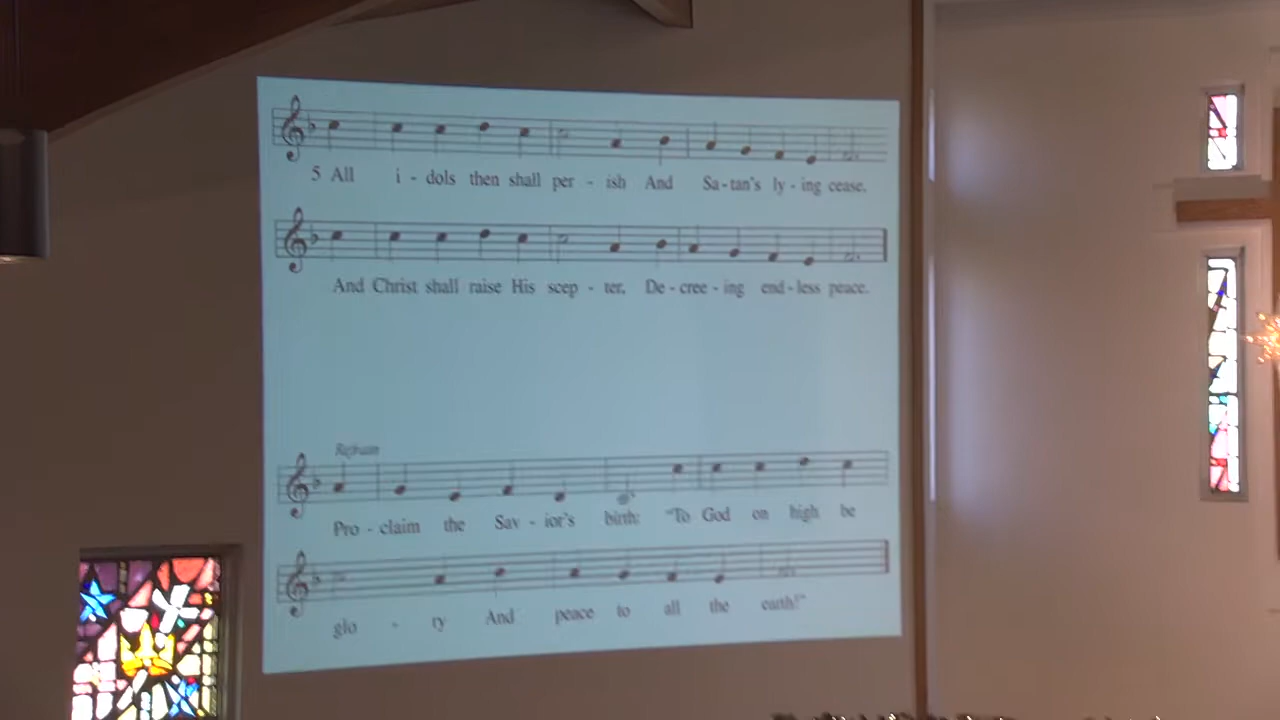 5 All i - dols then shall per - ish And Sa - tan's ly - ing cease.
And Christ shall raise His scep - ter, De - cree - ing end - less peace.
Refrain
Pro - claim the Sav - ior's birth: "To God on high be
glo - ry And peace to all the earth!"